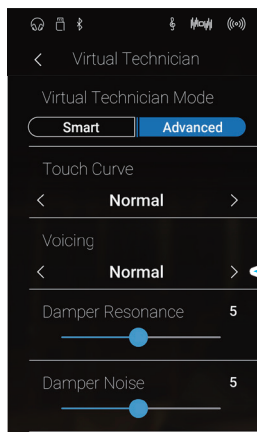 Virtual Technician
Virtual Technician Mode
Smart Advanced
Touch Curve
Normal
Voicing
Normal
Damper Resonance 5
Damper Noise 5